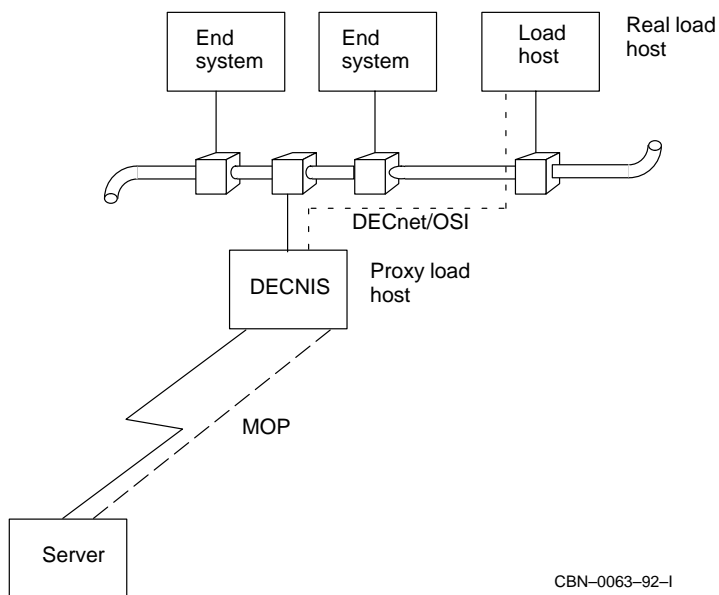 End
system
End
system
Load
host
Real load
host
DECnet/OSI
DECNIS
Proxy load
host
MOP
Server
CBN–0063–92–I